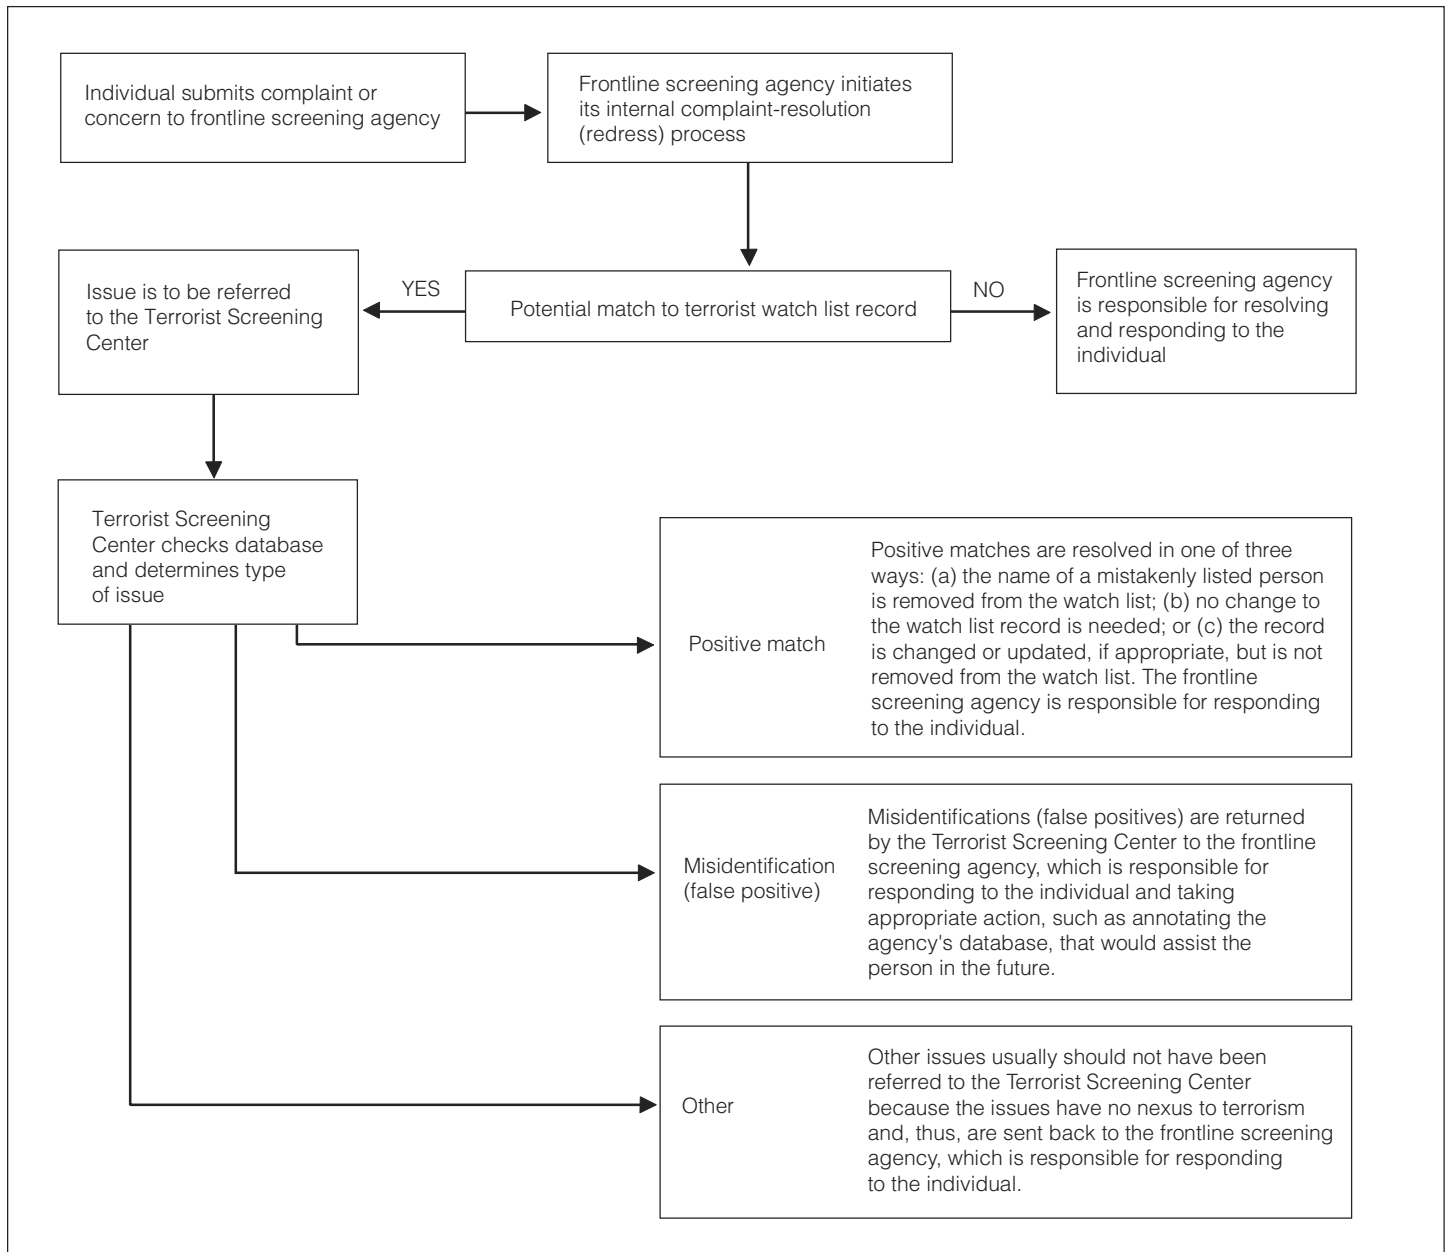 Individual submits complaint or
concern to frontline screening agency
Frontline screening agency initiates
its internal complaint-resolution
(redress) process
Issue is to be referred
to the Terrorist Screening
Center
YES
Potential match to terrorist watch list record
NO
Frontline screening agency
is responsible for resolving
and responding to the
individual
Terrorist Screening
Center checks database
and determines type
of issue
Positive match
Positive matches are resolved in one of three
ways: (a) the name of a mistakenly listed person
is removed from the watch list; (b) no change to
the watch list record is needed; or (c) the record
is changed or updated, if appropriate, but is not
removed from the watch list. The frontline
screening agency is responsible for responding
to the individual.
Misidentification
(false positive)
Misidentifications (false positives) are returned
by the Terrorist Screening Center to the frontline
screening agency, which is responsible for
responding to the individual and taking
appropriate action, such as annotating the
agency's database, that would assist the
person in the future.
Other
Other issues usually should not have been
referred to the Terrorist Screening Center
because the issues have no nexus to terrorism
and, thus, are sent back to the frontline screening
agency, which is responsible for responding
to the individual.